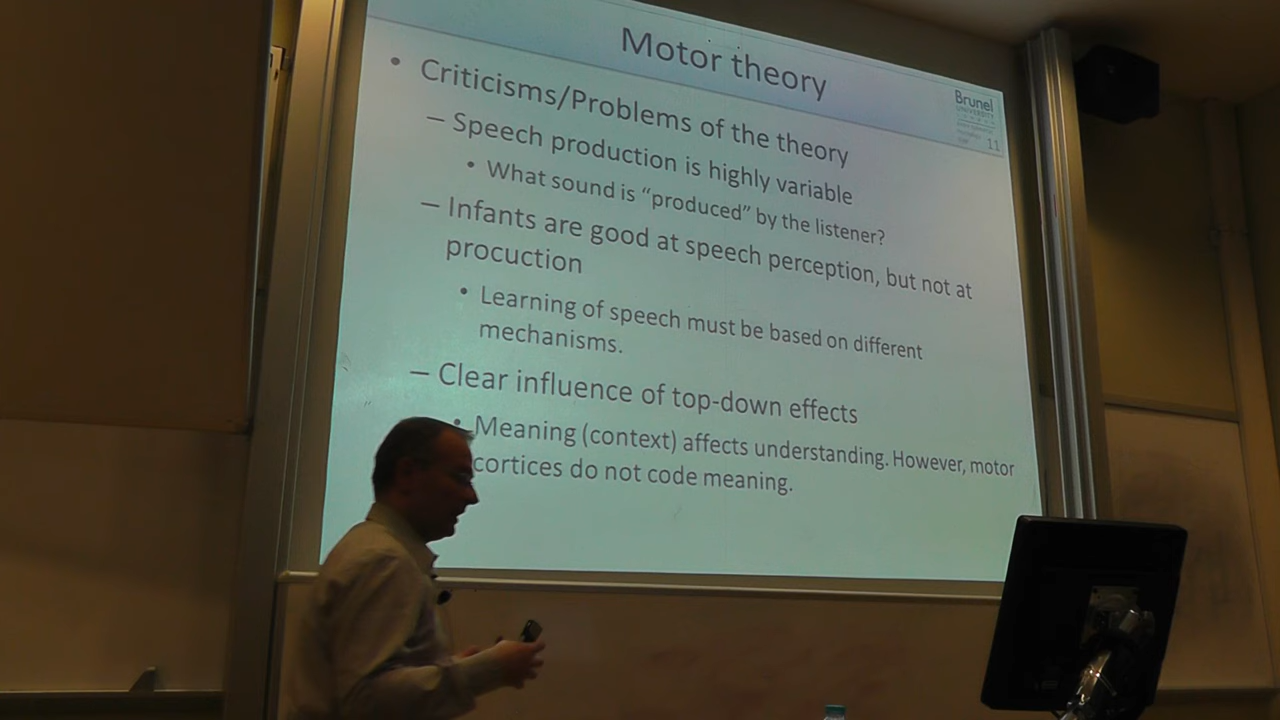 Motor theory
Brunel
UNIVERSITY
11
• Criticisms/Problems of the theory
– Speech production is highly variable
• What sound is “produced” by the listener?
– Infants are good at speech perception, but not at
procuction
• Learning of speech must be based on different
mechanisms.
– Clear influence of top-down effects
• Meaning (context) affects understanding. However, motor
cortices do not code meaning.